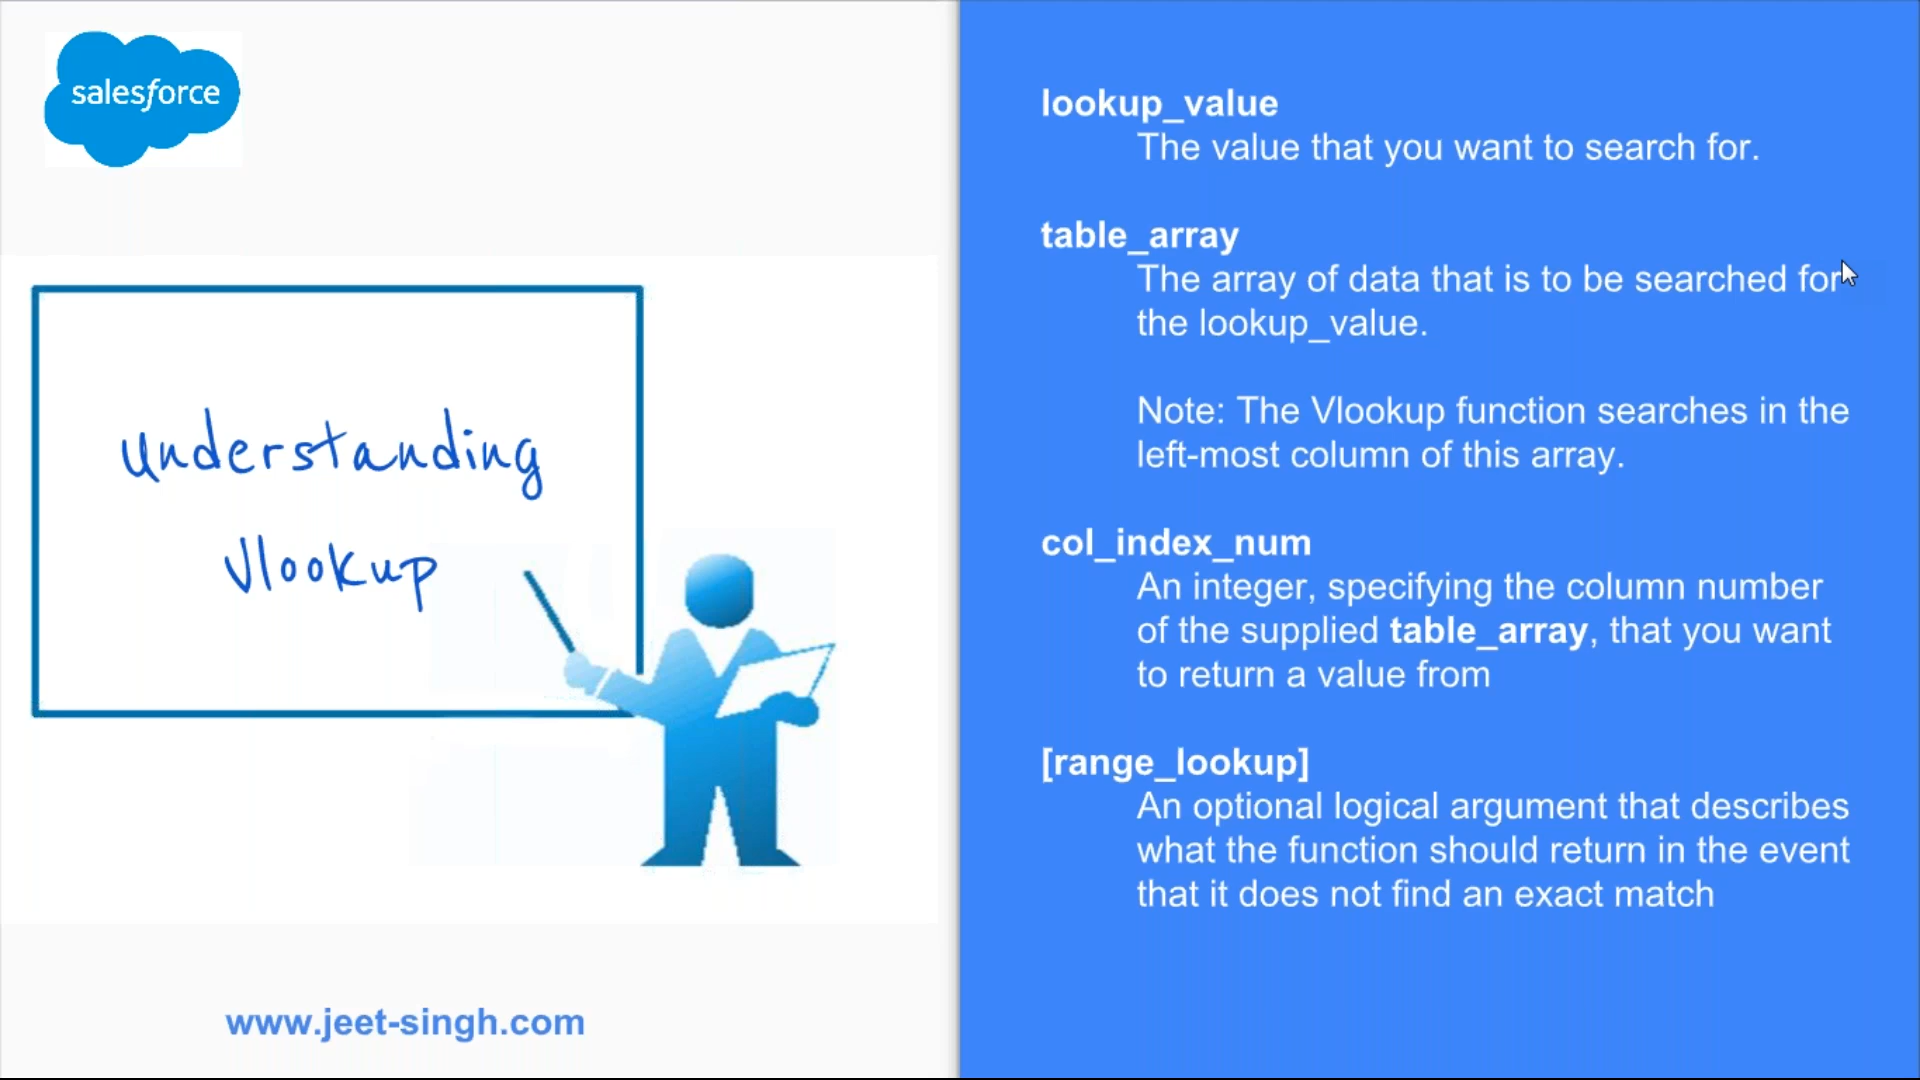 salesforce
Understanding
Vlookup
www.jeet-singh.com
lookup_value
The value that you want to search for.
table_array
The array of data that is to be searched for
the lookup_value.
Note: The Vlookup function searches in the
left-most column of this array.
col_index_num
An integer, specifying the column number
of the supplied table_array, that you want
to return a value from
[range_lookup]
An optional logical argument that describes
what the function should return in the event
that it does not find an exact match